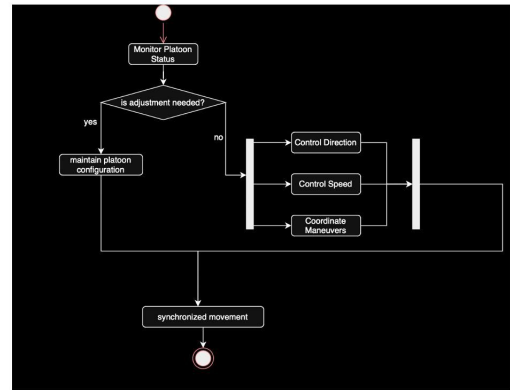 Monitor Platoon
Status
is adjustment needed?
yes
no
maintain platoon
configuration
Control Direction
Control Speed
Coordinate
Maneuvers
synchronized movement